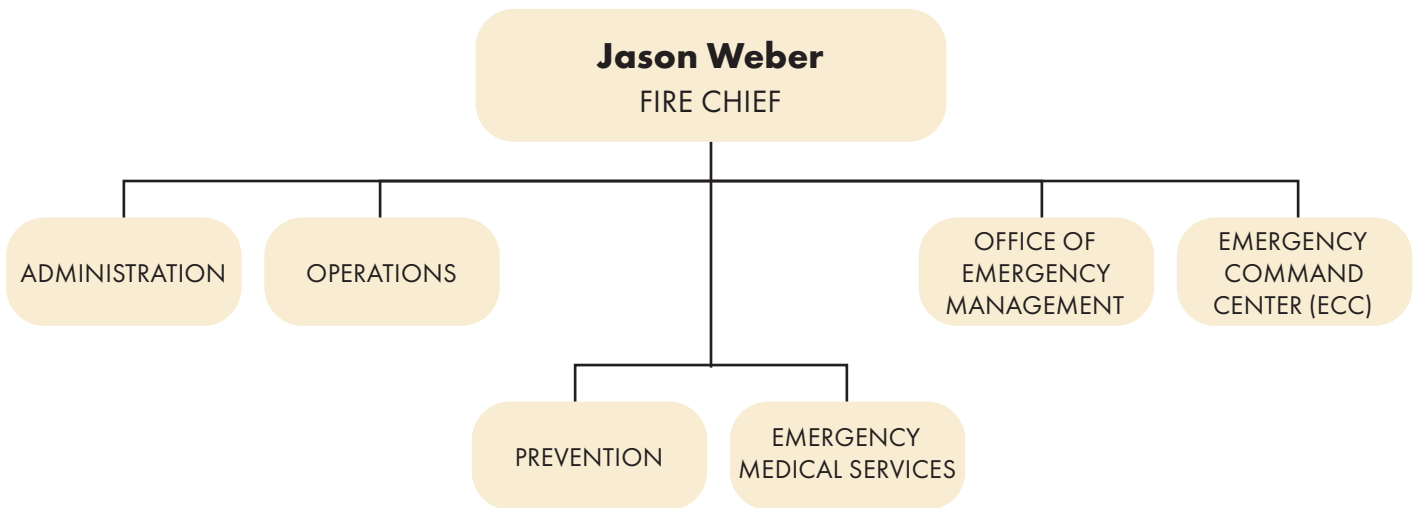 Jason Weber
FIRE CHIEF
ADMINISTRATION
OPERATIONS
OFFICE OF
EMERGENCY
MANAGEMENT
EMERGENCY
COMMAND
CENTER (ECC)
PREVENTION
EMERGENCY
MEDICAL SERVICES